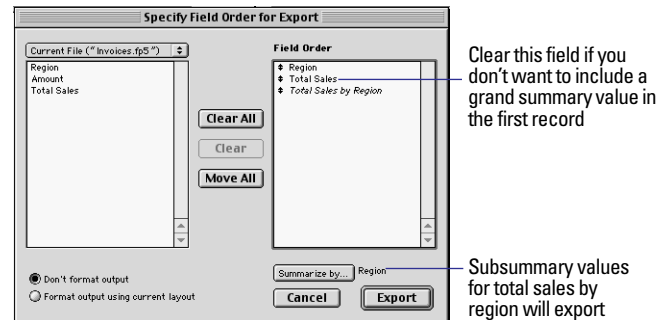 Specify Field Order for Export
Current File ("Invoices.fp5")
Region
Amount
Total Sales
Clear All
Clear
Move All
Field Order
Region
Total Sales
Total Sales by Region
Don't format output
Format output using current layout
Summarize by... Region
Cancel
Export
Clear this field if you
don't want to include a
grand summary value in
the first record
Subsummary values
for total sales by
region will export